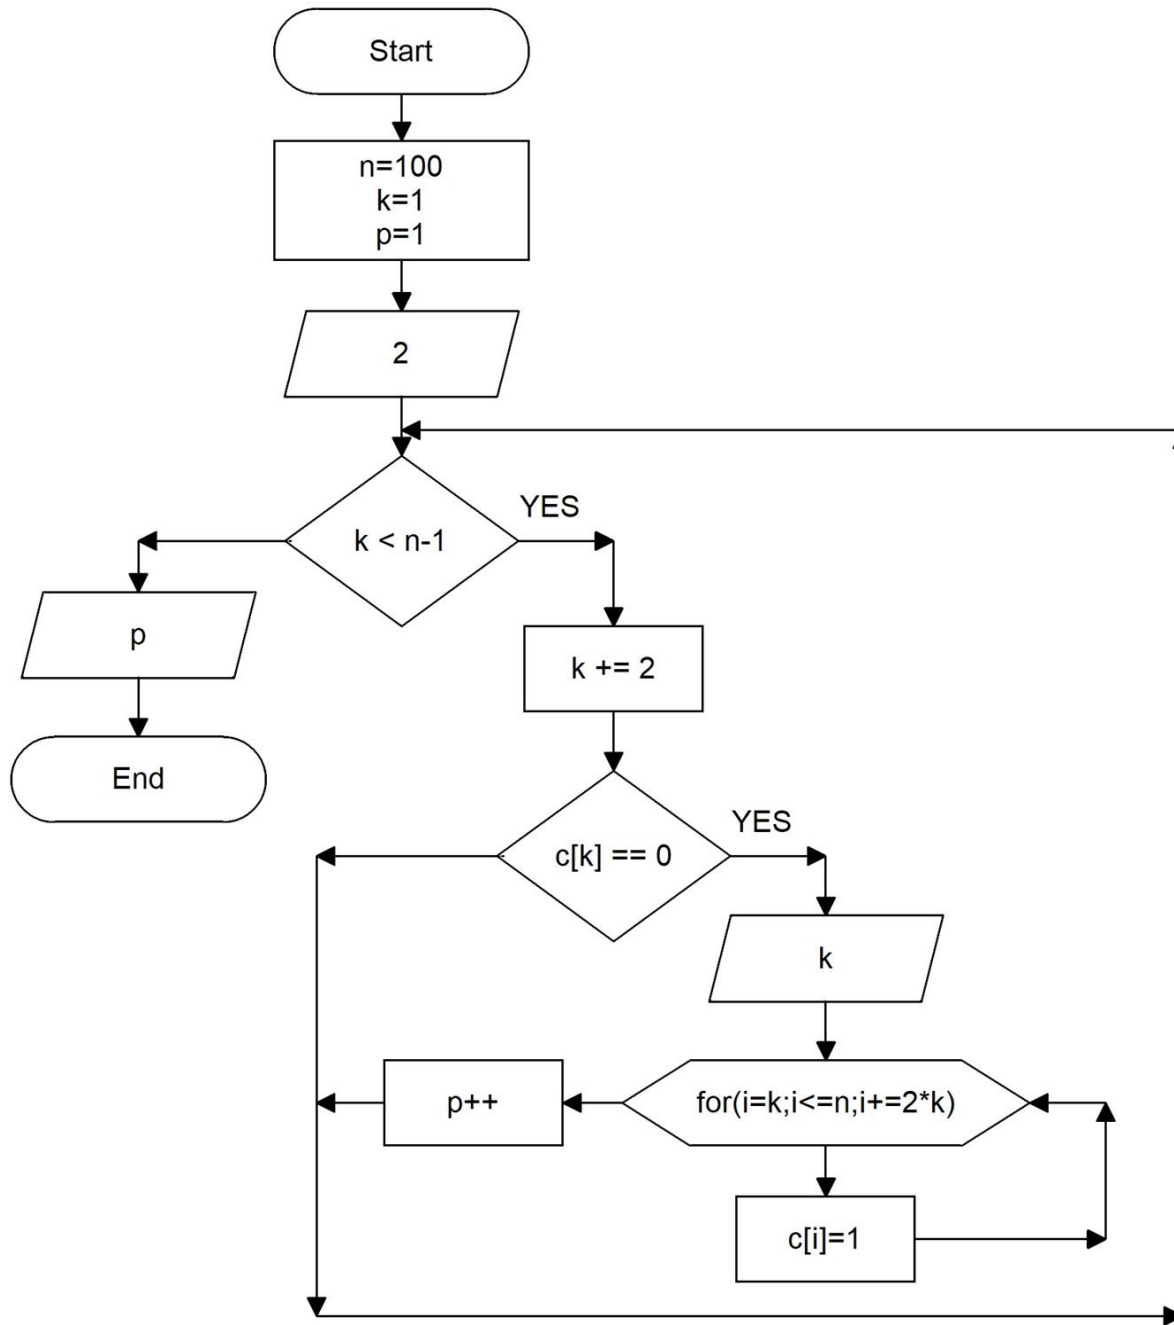 Start
n=100
k=1
p=1
2
YES
k < n-1
p
k += 2
End
YES
c[k] == 0
k
for(i=k;i<=n;i+=2*k)
p++
c[i]=1